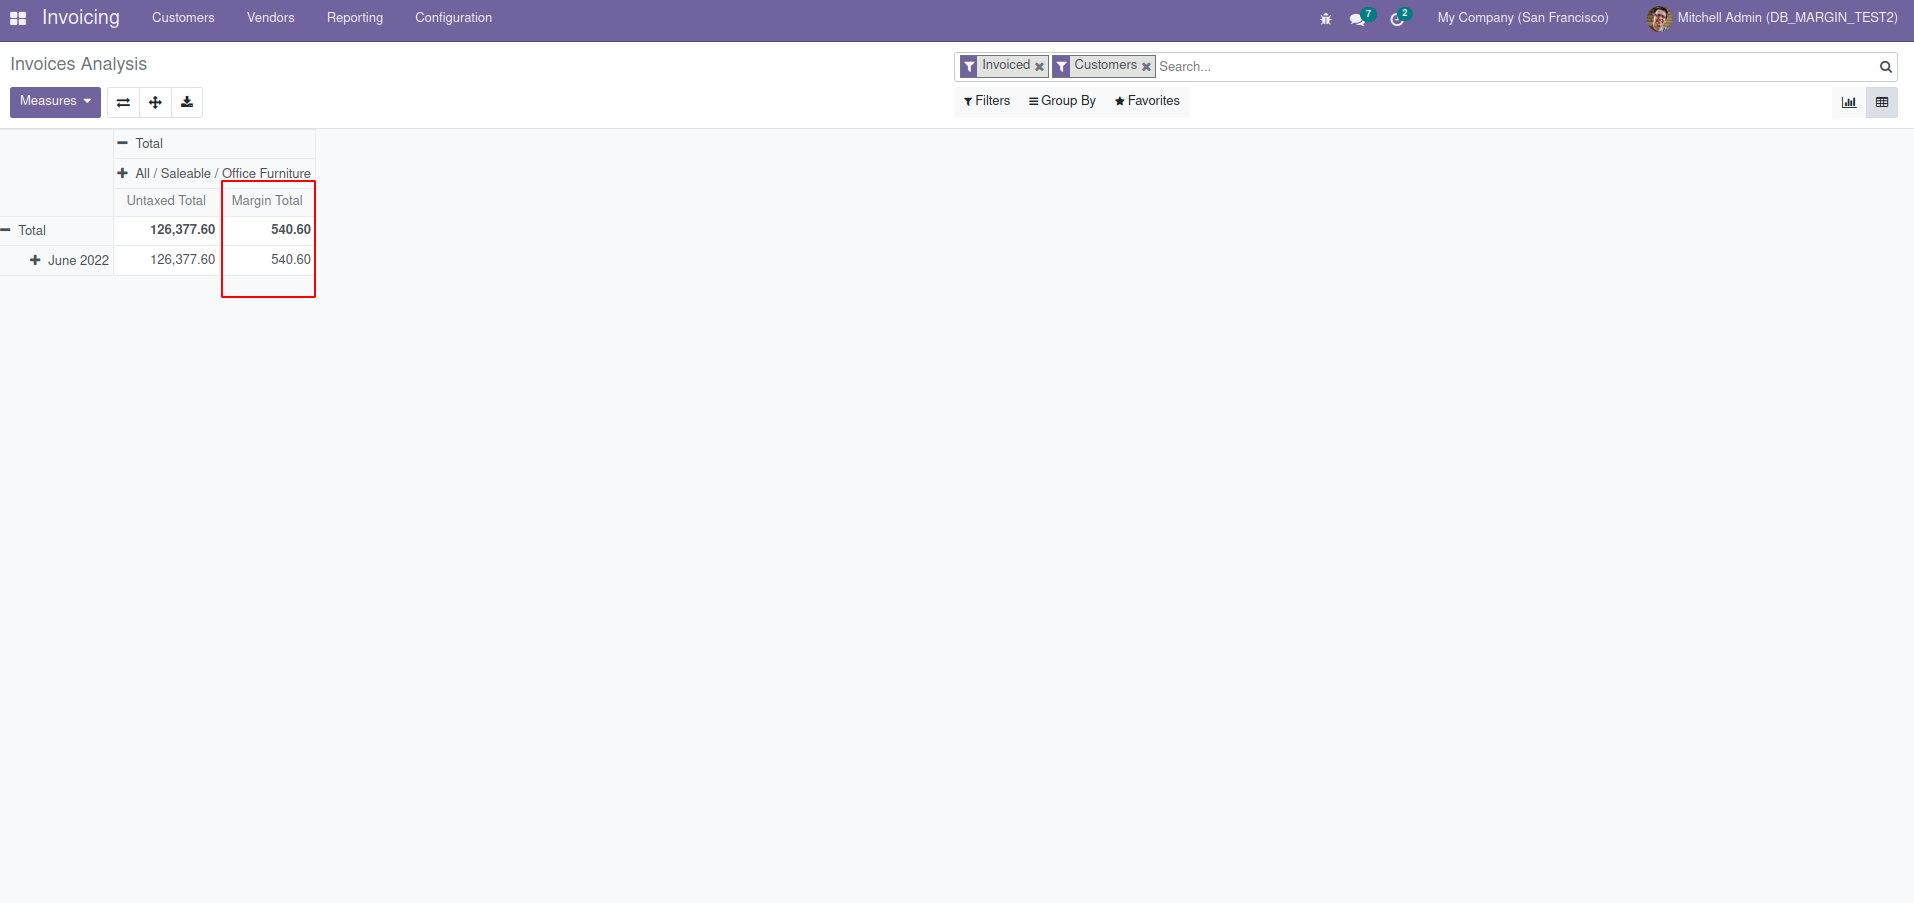 Invoicing Customers Vendors Reporting Configuration 7 2 My Company (San Francisco) Mitchell Admin (DB_MARGIN_TEST2)
Invoices Analysis
Invoiced Customers Search...
Measures Filters Group By Favorites
Total
All / Saleable / Office Furniture
Untaxed Total Margin Total
Total 126,377.60 540.60
June 2022 126,377.60 540.60